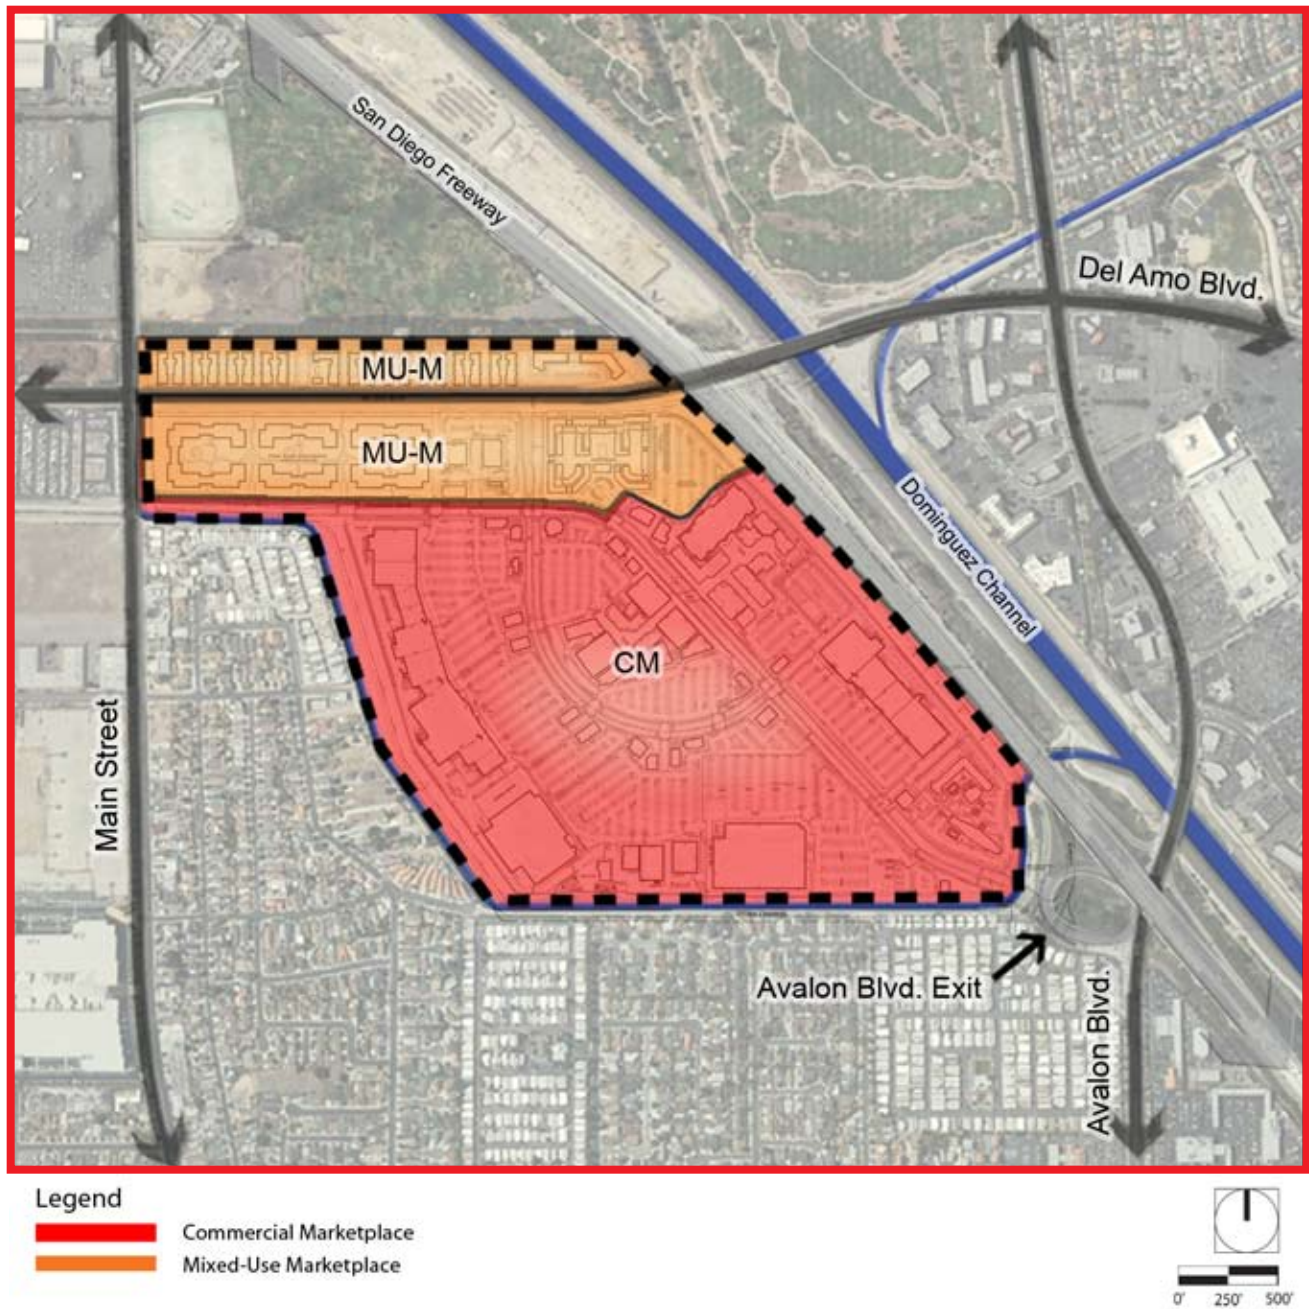 San Diego Freeway
Del Amo Blvd.
MU-M
MU-M
Dominguez Channel
CM
Main Street
Avalon Blvd. Exit
Avalon Blvd.
Legend
Commercial Marketplace
Mixed-Use Marketplace
0' 250' 500'